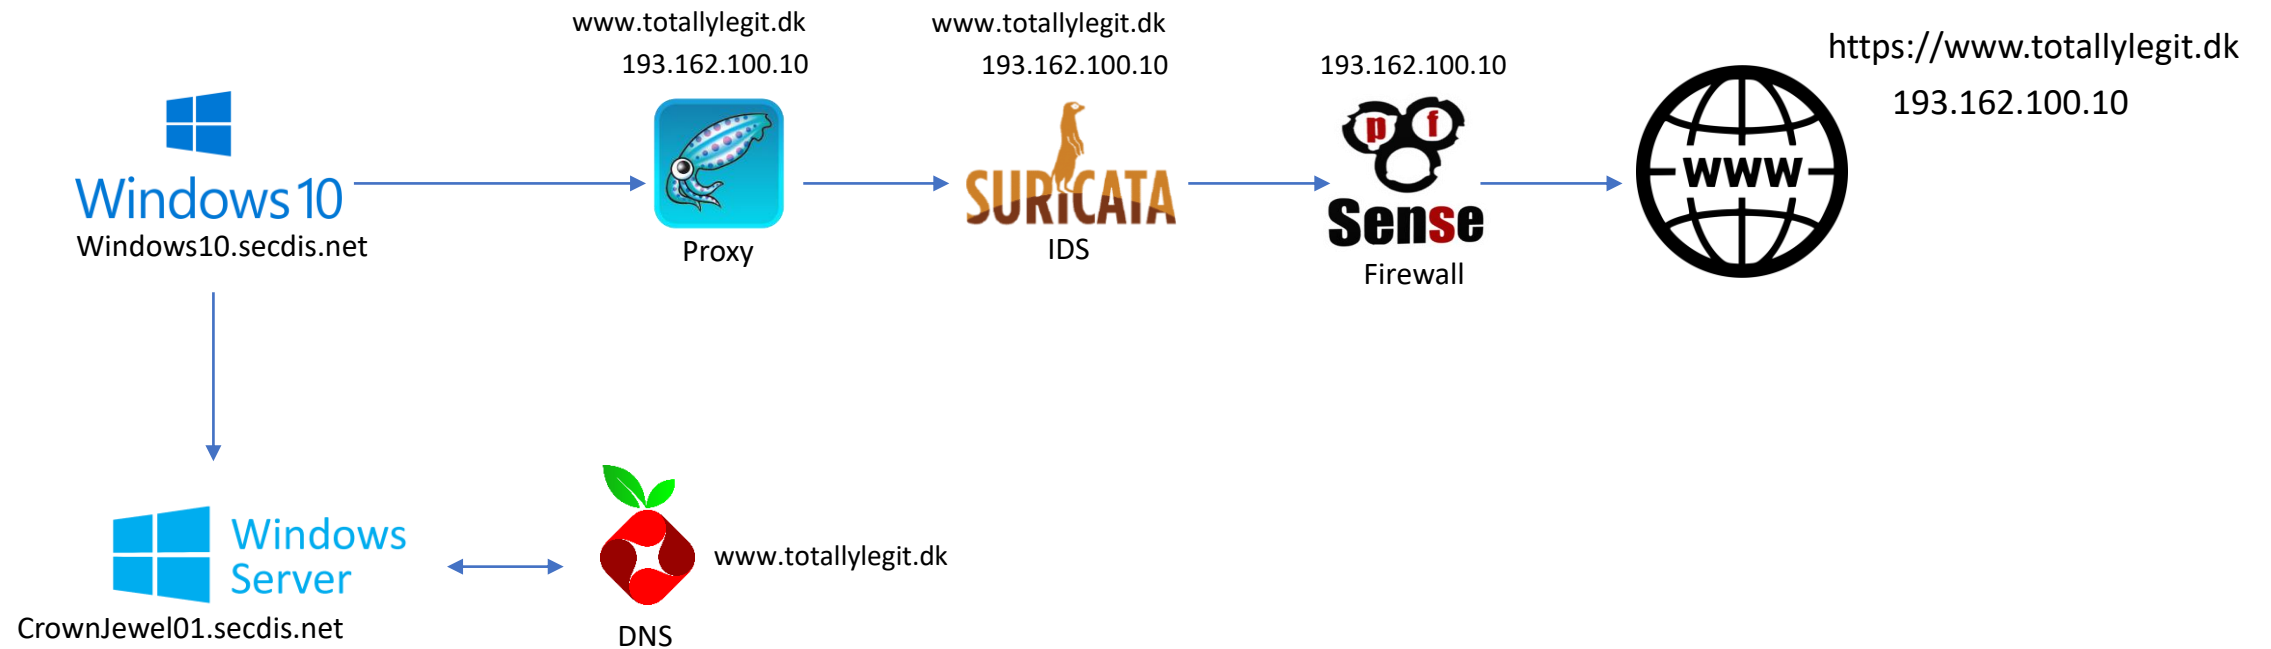 www.totallylegit.dk
193.162.100.10
www.totallylegit.dk
193.162.100.10
193.162.100.10
https://www.totallylegit.dk
193.162.100.10
Windows 10
Windows10.secdis.net
Proxy
SURICATA
IDS
pf
Sense
Firewall
WWW
Windows
Server
CrownJewel01.secdis.net
www.totallylegit.dk
DNS